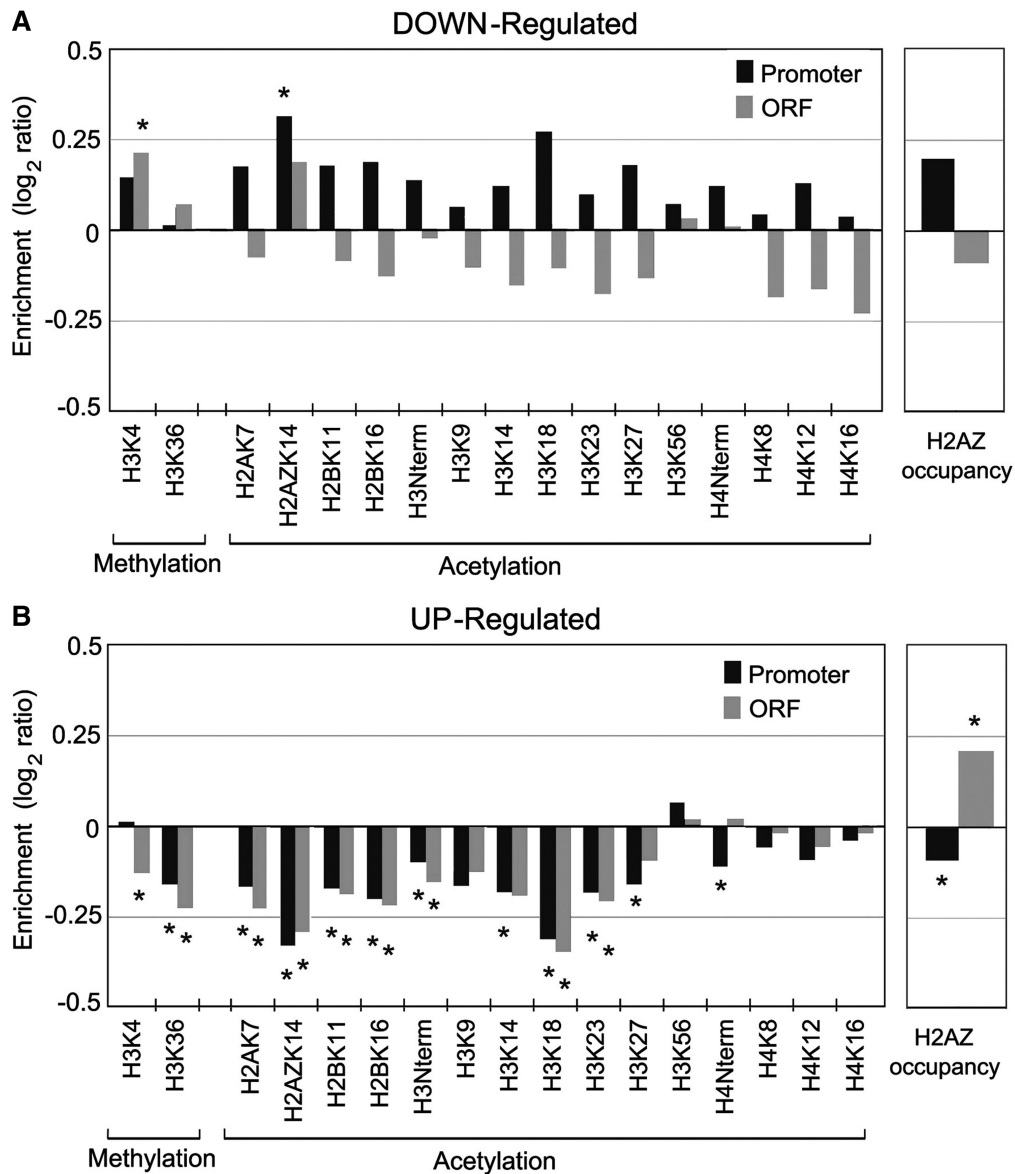 A
DOWN-Regulated
Enrichment (log2 ratio)
0.5
0.25
0
-0.25
-0.5
Promoter
ORF
*
*
H3K4
H3K36
H2AK7
H2AZK14
H2BK11
H2BK16
H3Nterm
H3K9
H3K14
H3K18
H3K23
H3K27
H3K56
H4Nterm
H4K8
H4K12
H4K16
Methylation
Acetylation
H2AZ
occupancy
B
UP-Regulated
Enrichment (log2 ratio)
0.5
0.25
0
-0.25
-0.5
Promoter
ORF
*
* *
* *
* *
* *
* *
* *
*
* *
* *
*
*
*
*
H3K4
H3K36
H2AK7
H2AZK14
H2BK11
H2BK16
H3Nterm
H3K9
H3K14
H3K18
H3K23
H3K27
H3K56
H4Nterm
H4K8
H4K12
H4K16
Methylation
Acetylation
H2AZ
occupancy